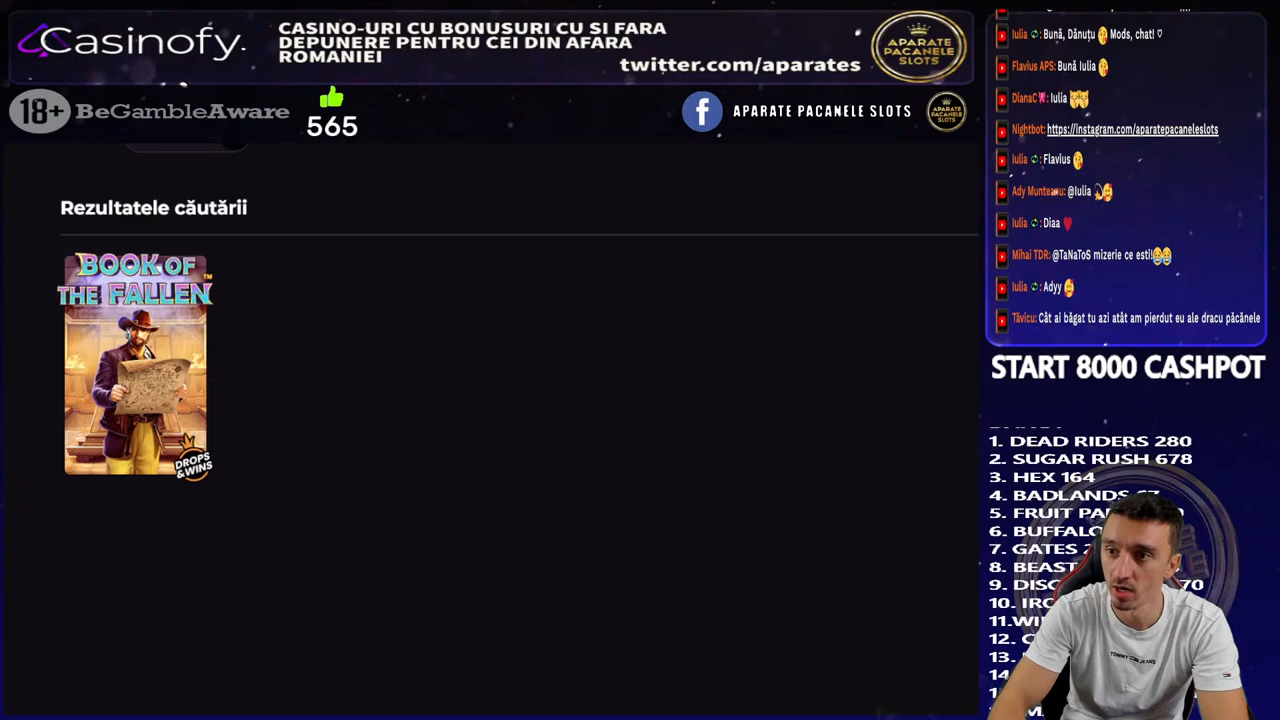 Casinofy.
CASINO-URI CU BONUSURI CU SI FARA
DEPUNERE PENTRU CEI DIN AFARA
ROMANIEI
twitter.com/aparates
APARATE
PACANELE
SLOTS
18+ BeGambleAware
565
APARATE PACANELE SLOTS
Rezultatele căutării
BOOK OF
THE FALLEN™
DROPS
&WINS
Iulia: Bună, Dănuțu Mods, chat! ♡
Flavius APS: Bună Iulia
DianaC: Iulia
Nightbot: https://instagram.com/aparatepacaneleslots
Iulia: Flavius
Ady Munteanu: @Iulia
Iulia: Diaa
Mihai TDR: @TaNaToS mizerie ce esti!
Iulia: Adyy
Tăvicu: Cât ai băgat tu azi atât am pierdut eu ale dracu păcănele
START 8000 CASHPOT
1. DEAD RIDERS 280
2. SUGAR RUSH 678
3. HEX 164
4. BADLANDS
5. FRUIT
6. BUFFALO
7. GATES
8. BEAST
9.
10.
11.
12.
13.
TOMMY JEANS